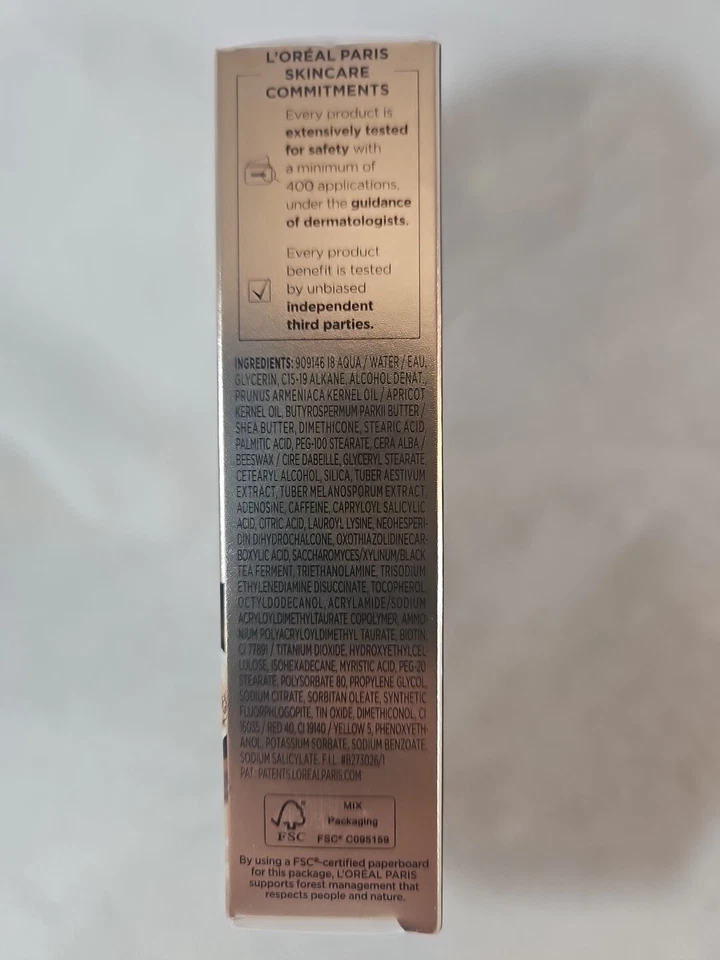 L'ORÉAL PARIS
SKINCARE
COMMITMENTS
Every product is
extensively tested
for safety with
a minimum of
400 applications,
under the guidance
of dermatologists.
Every product
benefit is tested
by unbiased
independent
third parties.
INGREDIENTS: 909146 18 AQUA / WATER / EAU,
GLYCERIN, C15-19 ALKANE, ALCOHOL DENAT.,
PRUNUS ARMENIACA KERNEL OIL / APRICOT
KERNEL OIL, BUTYROSPERMUM PARKII BUTTER /
SHEA BUTTER, DIMETHICONE, STEARIC ACID,
PALMITIC ACID, PEG-100 STEARATE, CERA ALBA /
BEESWAX / CIRE DABEILLE, GLYCERYL STEARATE,
CETEARYL ALCOHOL, SILICA, TUBER AESTIVUM
EXTRACT, TUBER MELANOSPORUM EXTRACT,
ADENOSINE, CAFFEINE, CAPRYLOYL SALICYLIC
ACID, CITRIC ACID, LAUROYL LYSINE, NEOHESPERI-
DIN DIHYDROCHALCONE, OXOTHIAZOLIDINECAR-
BOXYLIC ACID, SACCHAROMYCES/XYLINUM/BLACK
TEA FERMENT, TRIETHANOLAMINE, TRISODIUM
ETHYLENEDIAMINE DISUCCINATE, TOCOPHEROL,
OCTYLDODECANOL, ACRYLAMIDE/SODIUM
ACRYLOYLDIMETHYLTAURATE COPOLYMER, AMMO-
NIUM POLYACRYLOYLDIMETHYL TAURATE, BIOTIN,
CI 77891 / TITANIUM DIOXIDE, HYDROXYETHYLCEL-
LULOSE, ISOHEXADECANE, MYRISTIC ACID, PEG-20
STEARATE, POLYSORBATE 80, PROPYLENE GLYCOL,
SODIUM CITRATE, SORBITAN OLEATE, SYNTHETIC
FLUORPHLOGOPITE, TIN OXIDE, DIMETHICONOL, CI
16035 / RED 40, CI 19140 / YELLOW 5, PHENOXYETH-
ANOL, POTASSIUM SORBATE, SODIUM BENZOATE,
SODIUM SALICYLATE. F.I.L. #B273026/1
PAT.: PATENTS.LOREALPARIS.COM
FSC
MIX
Packaging
FSC® C095159
By using a FSC®-certified paperboard
for this package, L'ORÉAL PARIS
supports forest management that
respects people and nature.